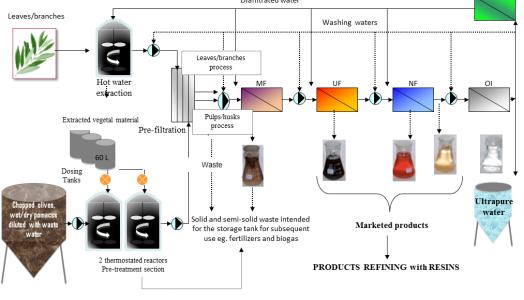 Diafiltrated water
Leaves/branches
Washing waters
Leaves/branches
process
Hot water
extraction
MF
UF
NF
OI
Pulps/husks
process
Extracted vegetal material
Pre-filtration
60 L
Waste
Dosing
Tanks
Chopped olives,
wet/dry pomaces
diluted with waste
water
Solid and semi-solid waste intended
for the storage tank for subsequent
use eg. fertilizers and biogas
Marketed products
Ultrapure
water
2 thermostated reactors
Pre-treatment section
PRODUCTS REFINING with RESINS